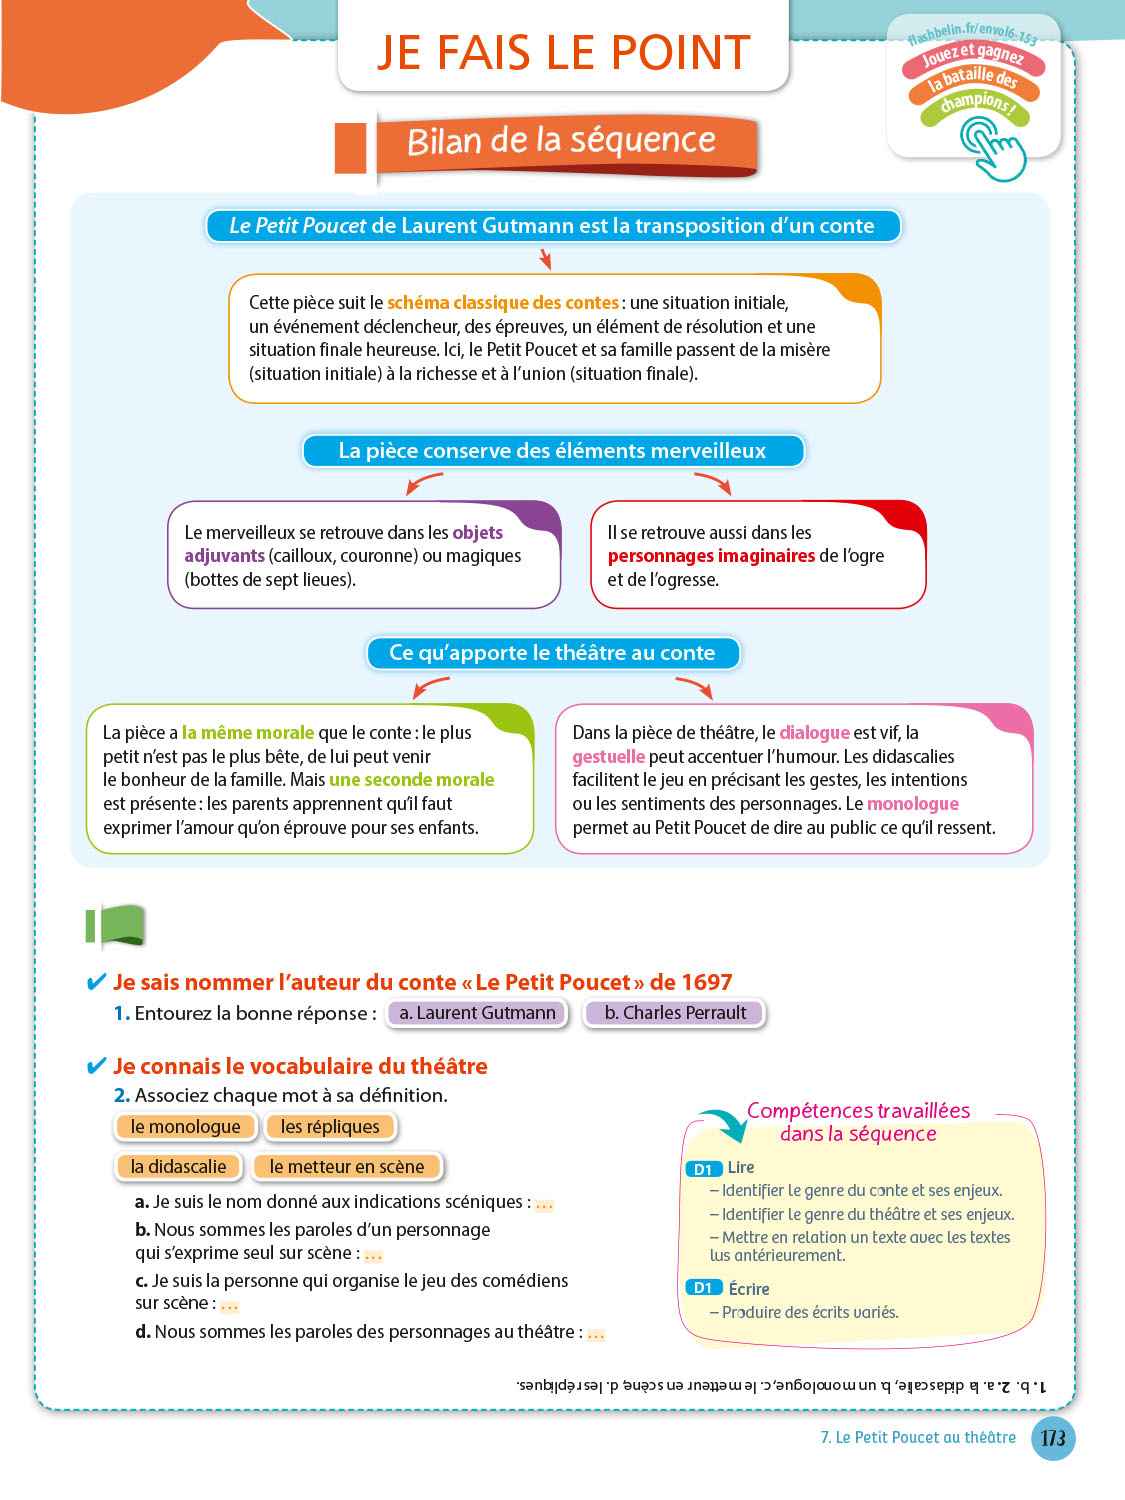 JE FAIS LE POINT
flashbelin.fr/envol6-153
Jouez et gagnez
la bataille des
champions !
Bilan de la séquence
Le Petit Poucet de Laurent Gutmann est la transposition d’un conte
Cette pièce suit le schéma classique des contes : une situation initiale,
un événement déclencheur, des épreuves, un élément de résolution et une
situation finale heureuse. Ici, le Petit Poucet et sa famille passent de la misère
(situation initiale) à la richesse et à l’union (situation finale).
La pièce conserve des éléments merveilleux
Le merveilleux se retrouve dans les objets
adjuvants (cailloux, couronne) ou magiques
(bottes de sept lieues).
Il se retrouve aussi dans les
personnages imaginaires de l’ogre
et de l’ogresse.
Ce qu’apporte le théâtre au conte
La pièce a la même morale que le conte : le plus
petit n’est pas le plus bête, de lui peut venir
le bonheur de la famille. Mais une seconde morale
est présente : les parents apprennent qu’il faut
exprimer l’amour qu’on éprouve pour ses enfants.
Dans la pièce de théâtre, le dialogue est vif, la
gestuelle peut accentuer l’humour. Les didascalies
facilitent le jeu en précisant les gestes, les intentions
ou les sentiments des personnages. Le monologue
permet au Petit Poucet de dire au public ce qu’il ressent.
✔ Je sais nommer l’auteur du conte « Le Petit Poucet » de 1697
1. Entourez la bonne réponse : a. Laurent Gutmann b. Charles Perrault
✔ Je connais le vocabulaire du théâtre
2. Associez chaque mot à sa définition.
le monologue les répliques
la didascalie le metteur en scène
a. Je suis le nom donné aux indications scéniques : ...
b. Nous sommes les paroles d’un personnage
qui s’exprime seul sur scène : ...
c. Je suis la personne qui organise le jeu des comédiens
sur scène : ...
d. Nous sommes les paroles des personnages au théâtre : ...
Compétences travaillées
dans la séquence
D1 Lire
– Identifier le genre du conte et ses enjeux.
– Identifier le genre du théâtre et ses enjeux.
– Mettre en relation un texte avec les textes
lus antérieurement.
D1 Écrire
– Produire des écrits variés.
1. b. 2. a. la didascalie, b. un monologue, c. le metteur en scène, d. les répliques.
7. Le Petit Poucet au théâtre 173